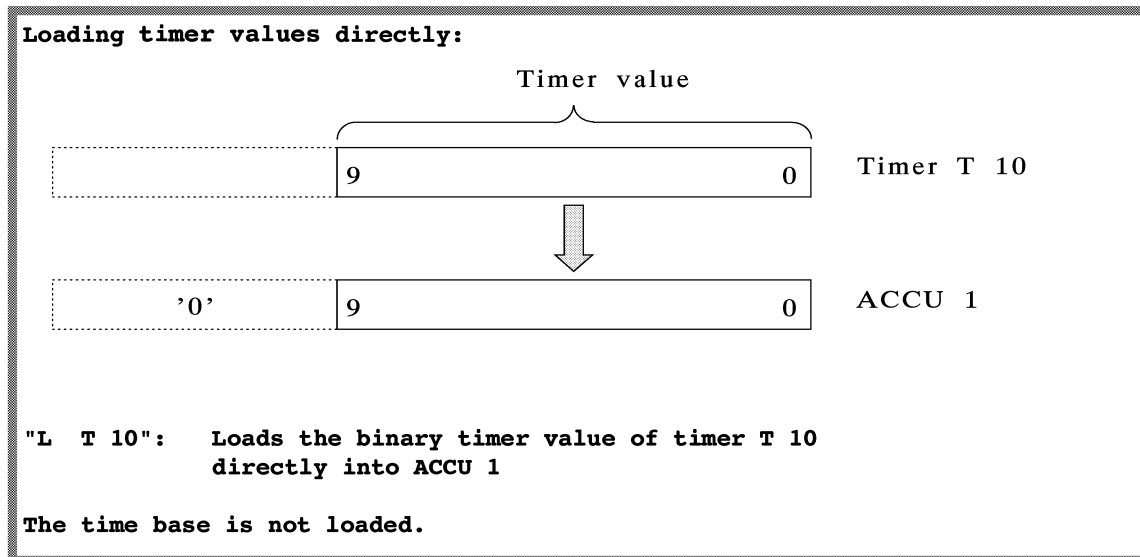 Loading timer values directly:
Timer value
9 0 Timer T 10
'0' 9 0 ACCU 1
"L T 10": Loads the binary timer value of timer T 10
directly into ACCU 1
The time base is not loaded.